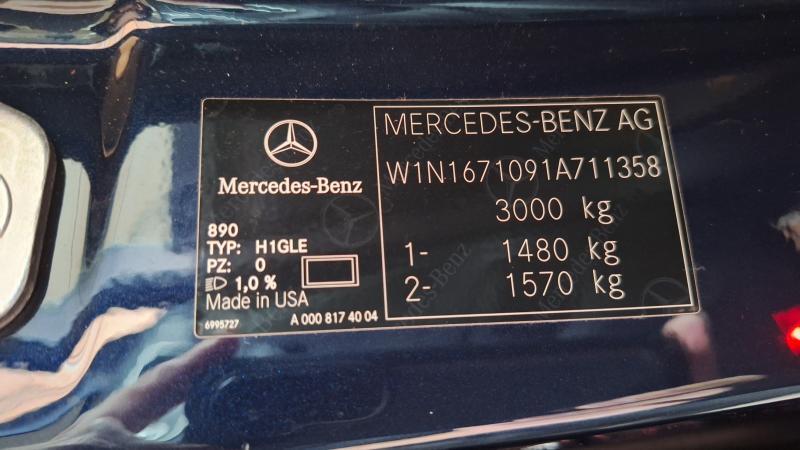 Mercedes-Benz
890
TYP: H1GLE
PZ: 0
1,0 %
Made in USA
6995727 A 000 817 40 04
MERCEDES-BENZ AG
W1N1671091A711358
3000 kg
1- 1480 kg
2- 1570 kg